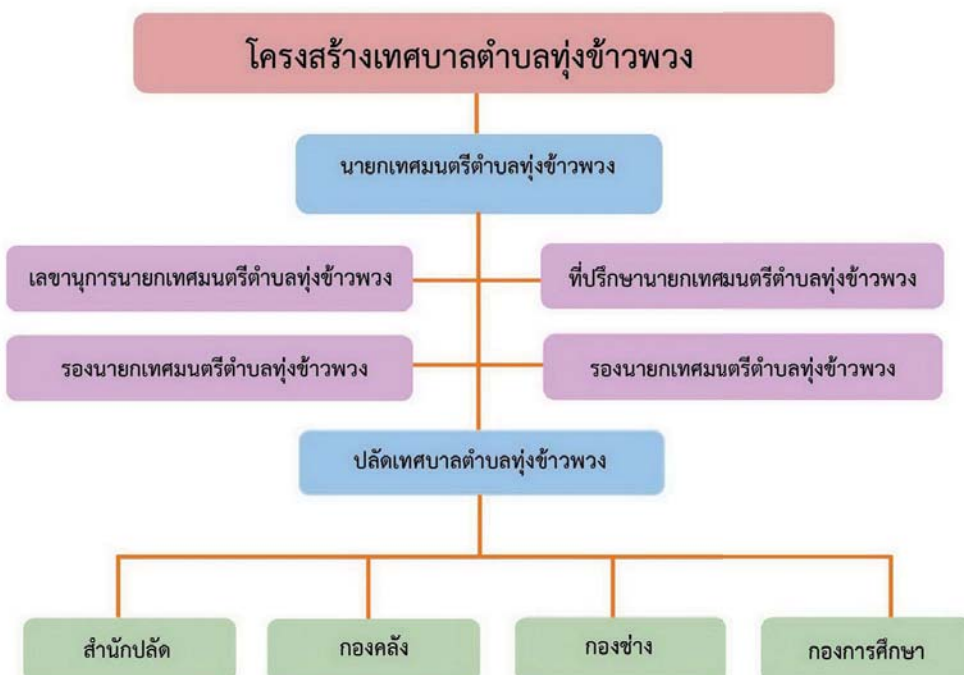 โครงสร้างเทศบาลตำบลทุ่งข้าวพวง
นายกเทศมนตรีตำบลทุ่งข้าวพวง
เลขานุการนายกเทศมนตรีตำบลทุ่งข้าวพวง
ที่ปรึกษานายกเทศมนตรีตำบลทุ่งข้าวพวง
รองนายกเทศมนตรีตำบลทุ่งข้าวพวง
รองนายกเทศมนตรีตำบลทุ่งข้าวพวง
ปลัดเทศบาลตำบลทุ่งข้าวพวง
สำนักปลัด
กองคลัง
กองช่าง
กองการศึกษา